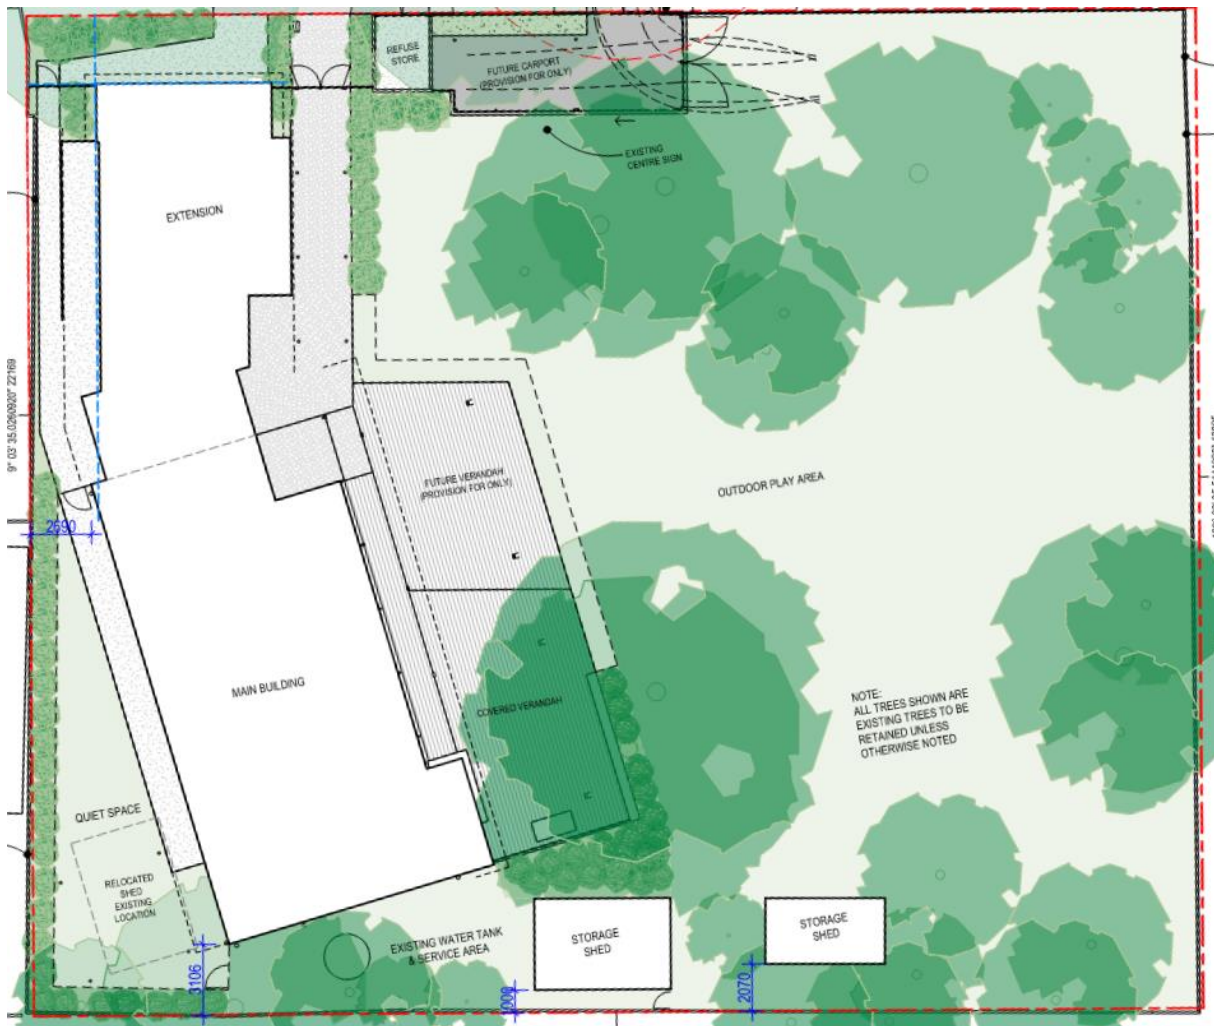 REFUSE
STORE
FUTURE CARPORT
(PROVISION FOR ONLY)
EXISTING
CENTRE SIGN
EXTENSION
FUTURE VERANDAH
(PROVISION FOR ONLY)
OUTDOOR PLAY AREA
2690
MAIN BUILDING
COVERED VERANDAH
NOTE:
ALL TREES SHOWN ARE
EXISTING TREES TO BE
RETAINED UNLESS
OTHERWISE NOTED
QUIET SPACE
RELOCATED
SHED
EXISTING
LOCATION
EXISTING WATER TANK
& SERVICE AREA
STORAGE
SHED
STORAGE
SHED
3106
2070